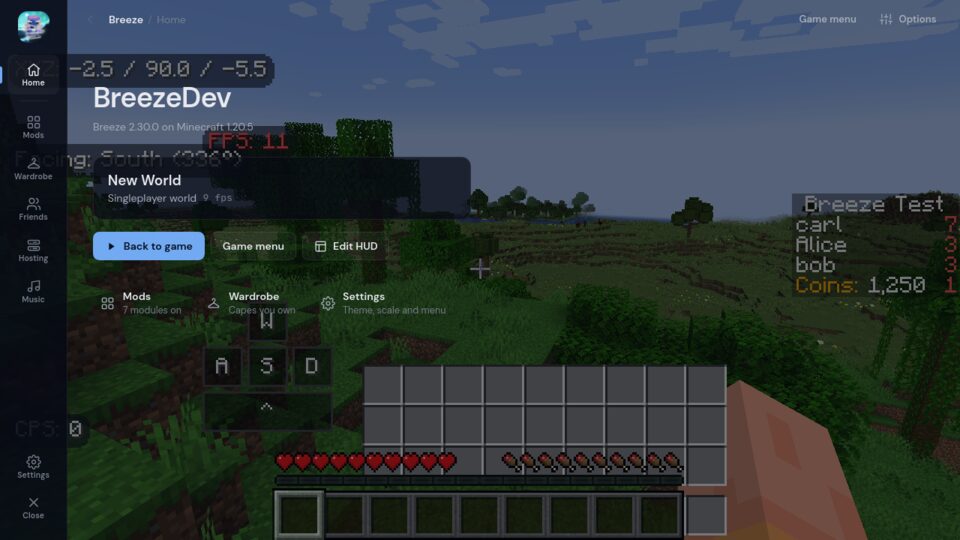 Breeze / Home
Game menu
Options
Home
-2.5 / 90.0 / -5.5
BreezeDev
Breeze 2.30.0 on Minecraft 1.20.5
FPS: 11
Mods
Facing: South
Wardrobe
New World
Singleplayer world 9 fps
Friends
Breeze Test
carl 7
Alice 3
bob 3
Coins: 1,250 1
Hosting
Back to game
Game menu
Edit HUD
Music
Mods
7 modules on
Wardrobe
Capes you own
Settings
Theme, scale and menu
W
A S D
^
CPS: 0
Settings
Close